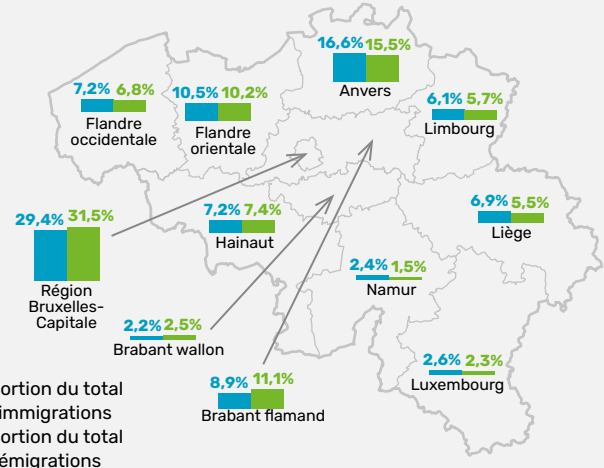 16,6% 15,5%
Anvers
7,2% 6,8%
Flandre
occidentale
10,5% 10,2%
Flandre
orientale
6,1% 5,7%
Limbourg
29,4% 31,5%
Région
Bruxelles-
Capitale
7,2% 7,4%
Hainaut
6,9% 5,5%
Liège
2,4% 1,5%
Namur
2,2% 2,5%
Brabant wallon
8,9% 11,1%
Brabant flamand
2,6% 2,3%
Luxembourg
ortion du total
immigrations
ortion du total
émigrations